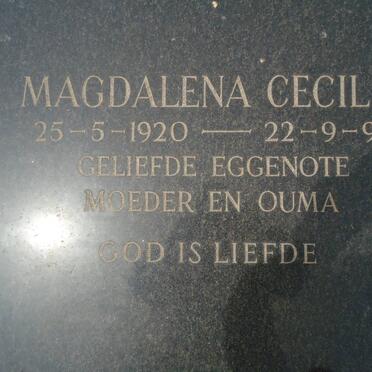 MAGDALENA CECIL
25-5-1920 — 22-9-9
GELIEFDE EGGENOTE
MOEDER EN OUMA
GOD IS LIEFDE